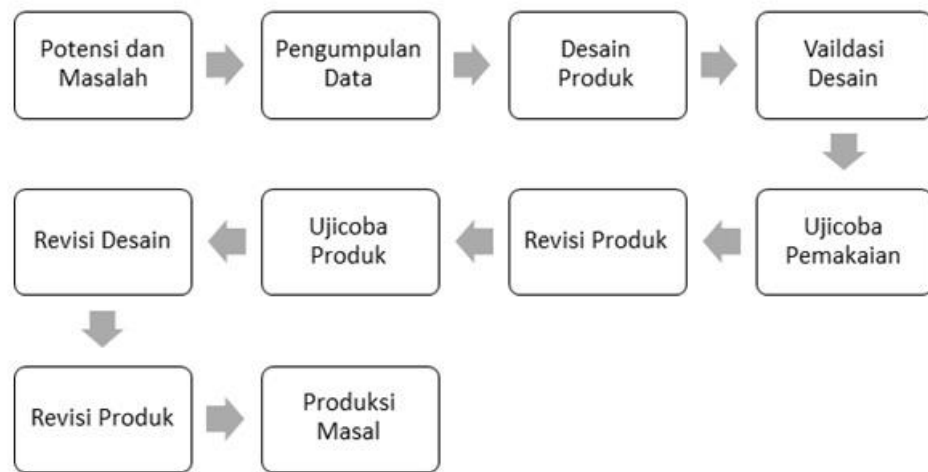 Potensi dan
Masalah
Pengumpulan
Data
Desain
Produk
Vaildasi
Desain
Ujicoba
Pemakaian
Revisi Produk
Ujicoba
Produk
Revisi Desain
Revisi Produk
Produksi
Masal